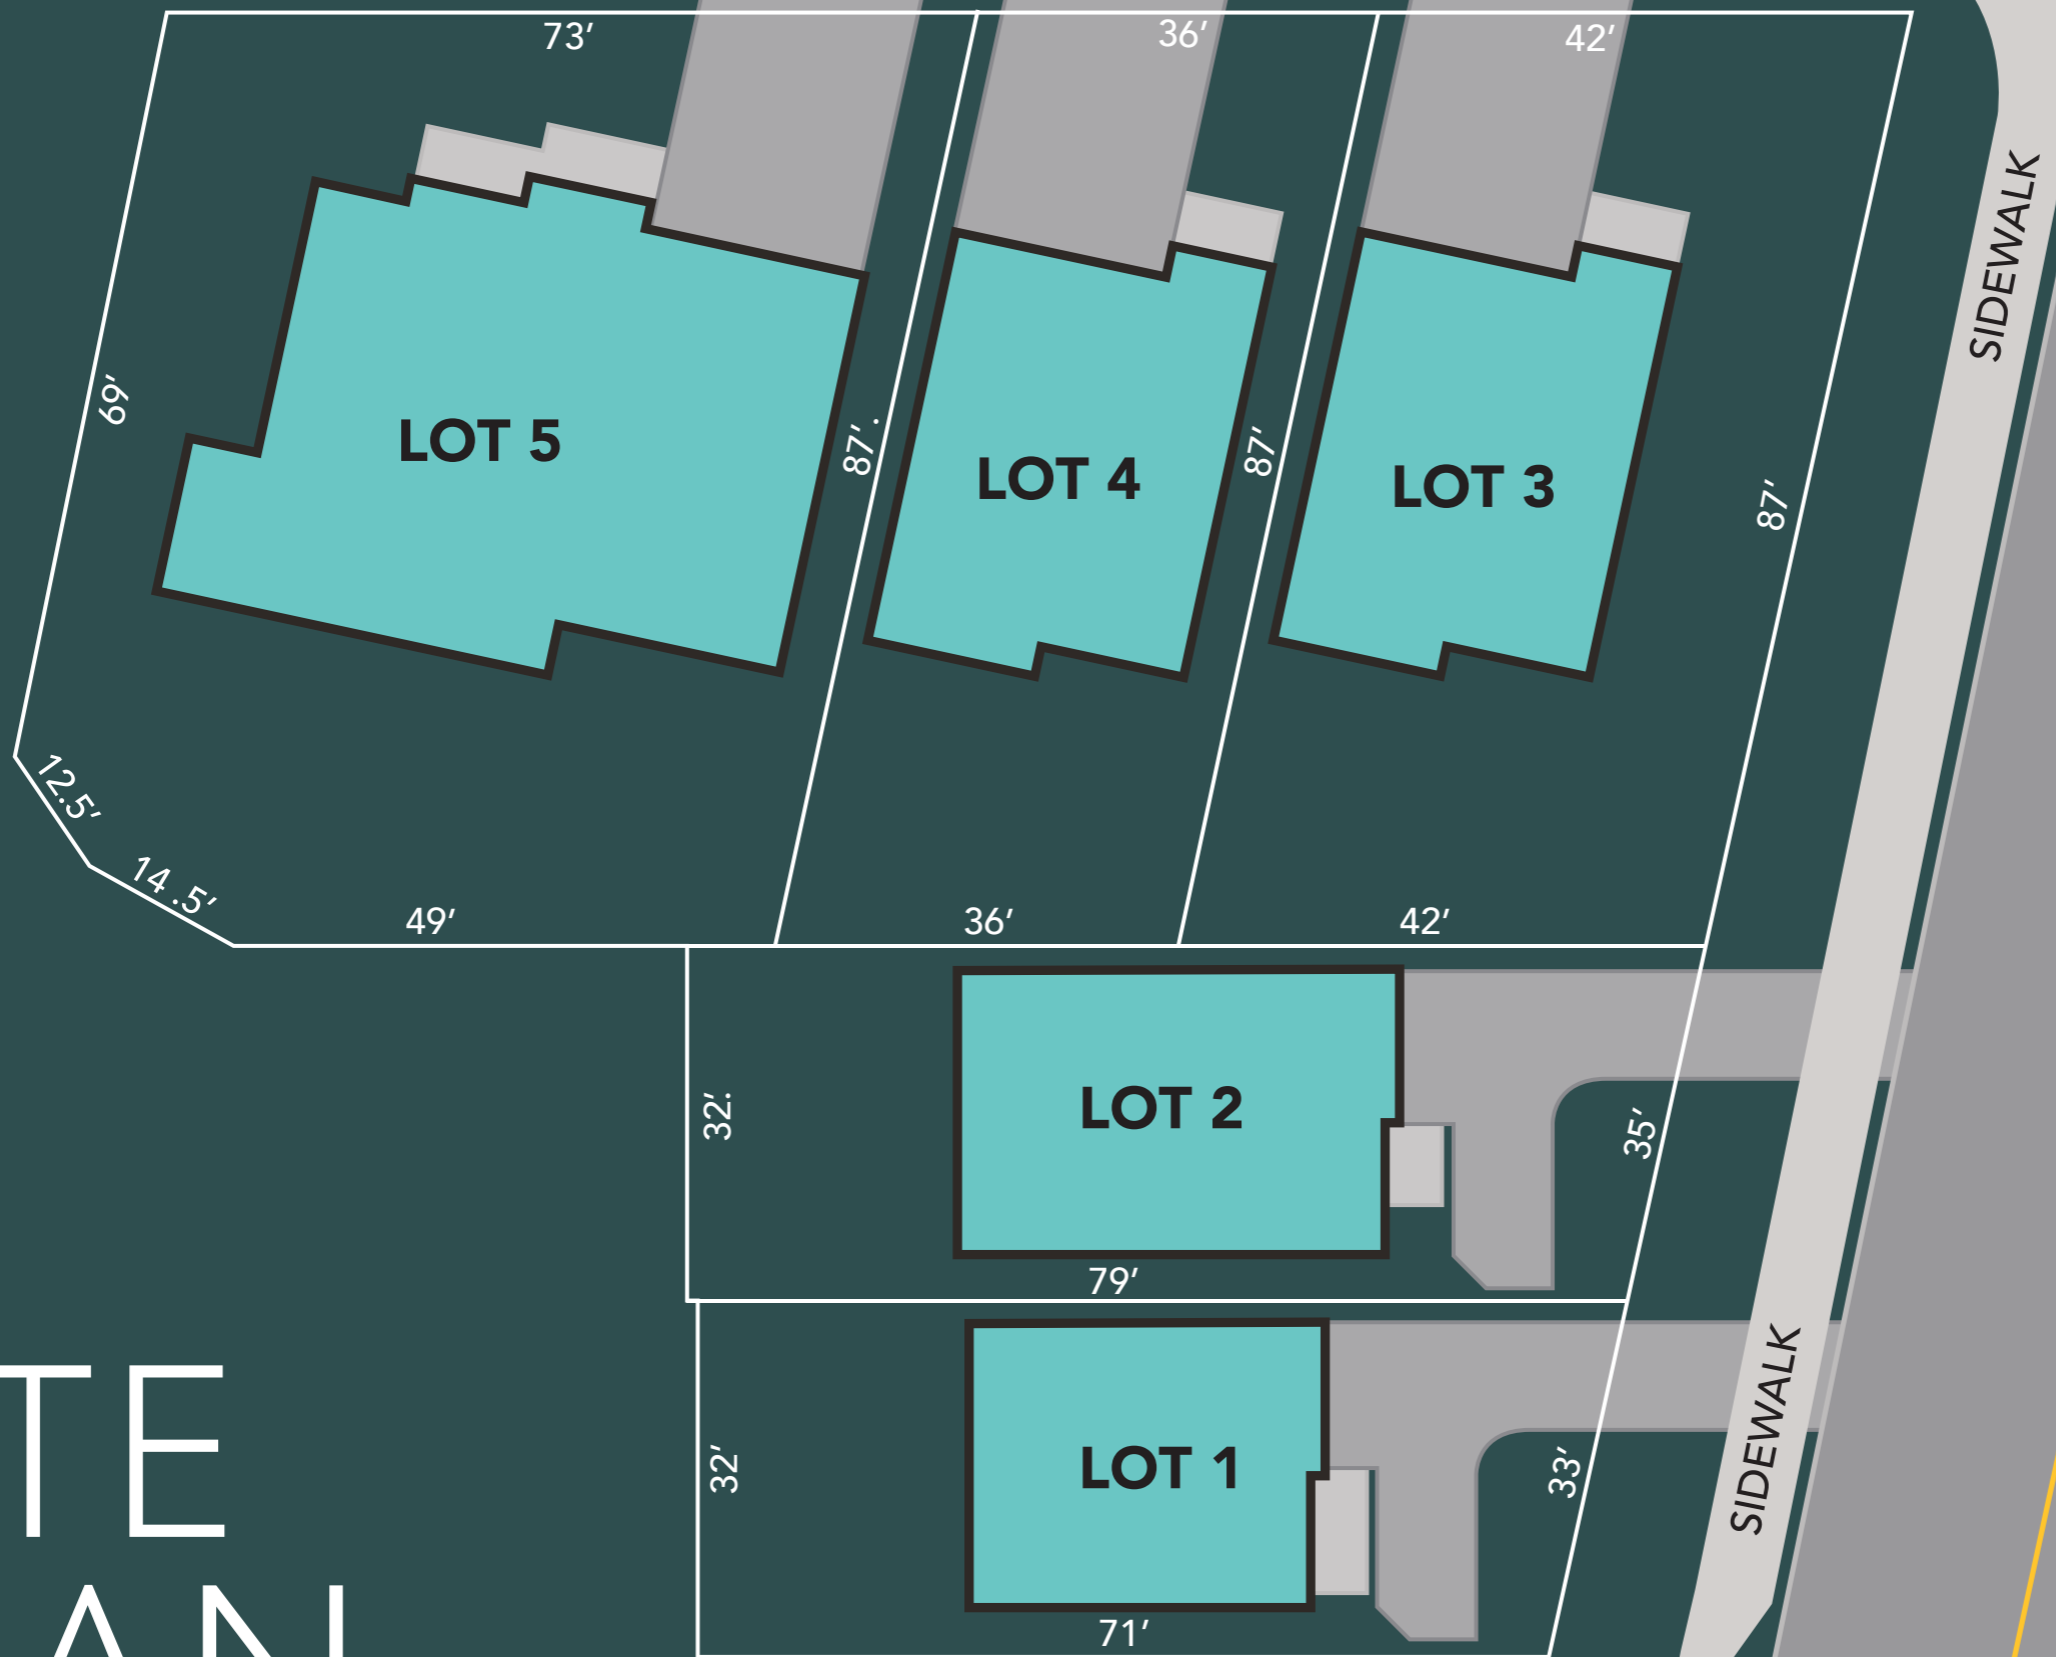 73′
36′
42′
SIDEWALK
69′
LOT 5
87′ .
LOT 4
87′
LOT 3
87′
12.5′
14 .5′
49′
36′
42′
32′.
LOT 2
35′
79′
TE
32′
LOT 1
33′
SIDEWALK
AN
71′